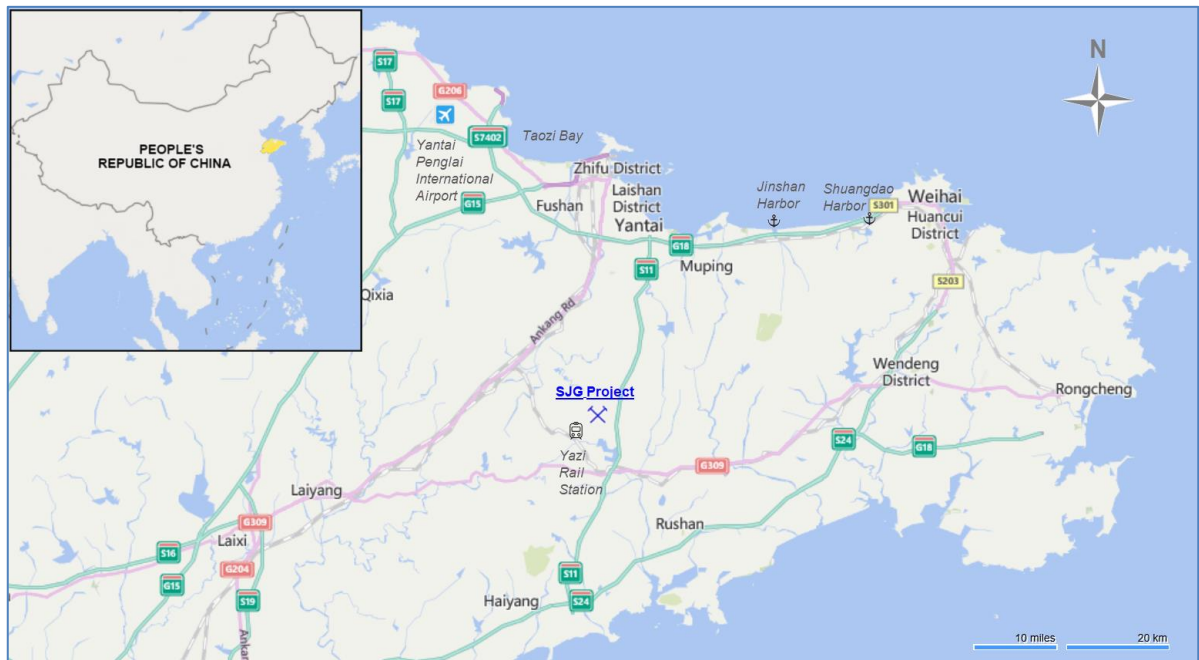 PEOPLE'S
REPUBLIC OF CHINA
N
S17
S17
G206
S7402
Taozi Bay
Yantai
Penglai
International
Airport
Zhifu District
Laishan
District
Fushan
Yantai
G15
Jinshan
Harbor
Shuangdao
Harbor
S301
Weihai
Huancui
District
G18
S11
Muping
S203
Qixia
Ankang Rd
Wendeng
District
Rongcheng
SJG Project
Yazi
Rail
Station
G309
S24
G18
Laiyang
G309
Laixi
S16
G204
G15
S19
Rushan
S11
S24
Haiyang
10 miles
20 km